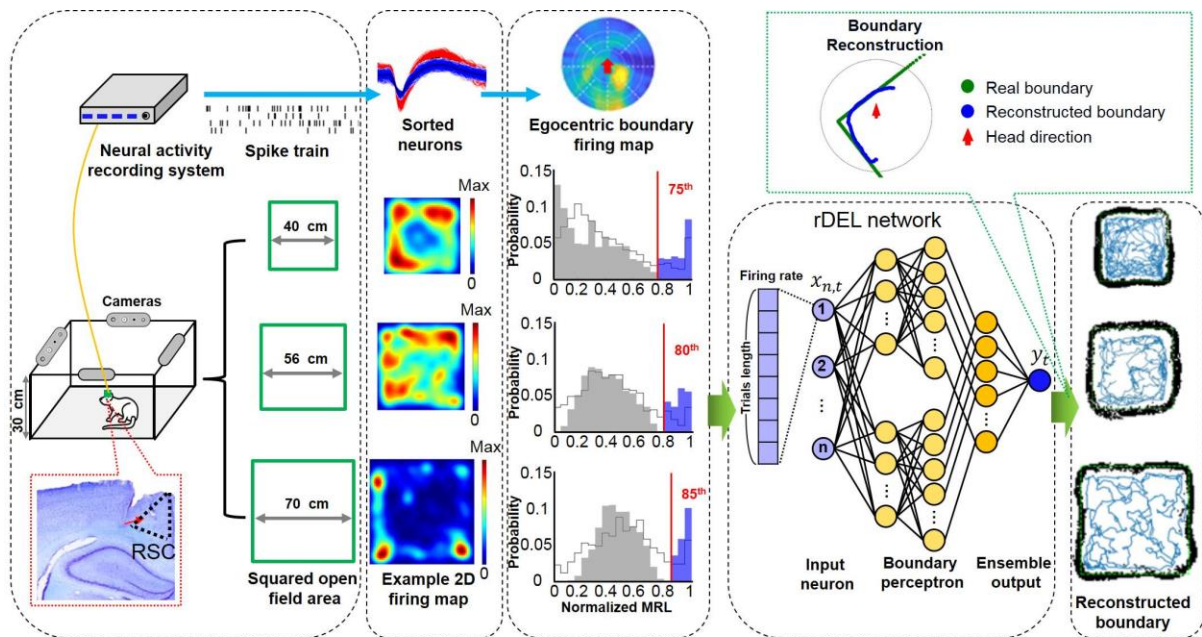 Neural activity
recording system
Spike train
Cameras
30 cm
RSC
40 cm
56 cm
70 cm
Squared open
field area
Sorted
neurons
Max
0
Max
0
Max
0
Example 2D
firing map
Egocentric boundary
firing map
Probability
0.15
0.1
0.05
0
75th
0 0.2 0.4 0.6 0.8 1
Probability
0.15
0.1
0.05
0
80th
0 0.2 0.4 0.6 0.8 1
Probability
0.15
0.10
0.05
0
85th
0 0.2 0.4 0.6 0.8 1
Normalized MRL
rDEL network
Firing rate
Trials length
xn,t
1
2
n
yt
Input
neuron
Boundary
perceptron
Ensemble
output
Boundary
Reconstruction
Real boundary
Reconstructed boundary
Head direction
Reconstructed
boundary